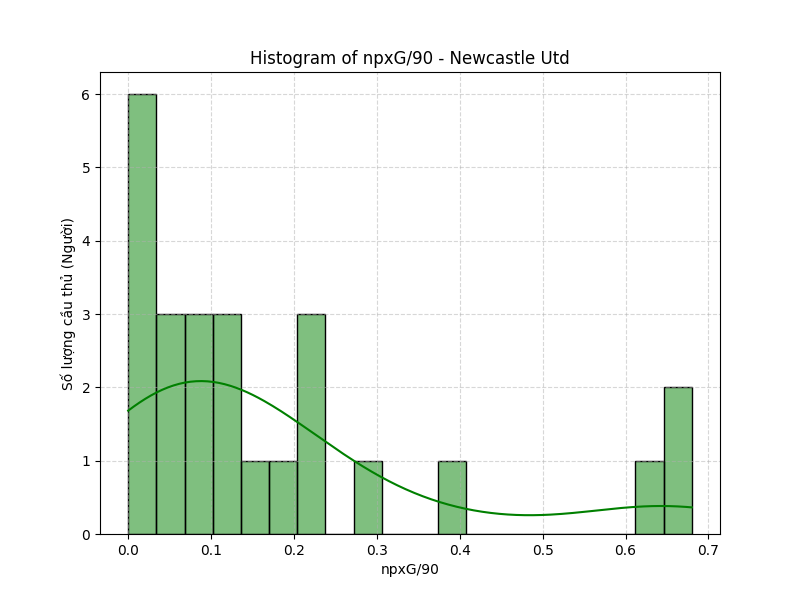 Histogram of npxG/90 - Newcastle Utd
Số lượng cầu thủ (Người)
6
5
4
3
2
1
0
0.0 0.1 0.2 0.3 0.4 0.5 0.6 0.7
npxG/90